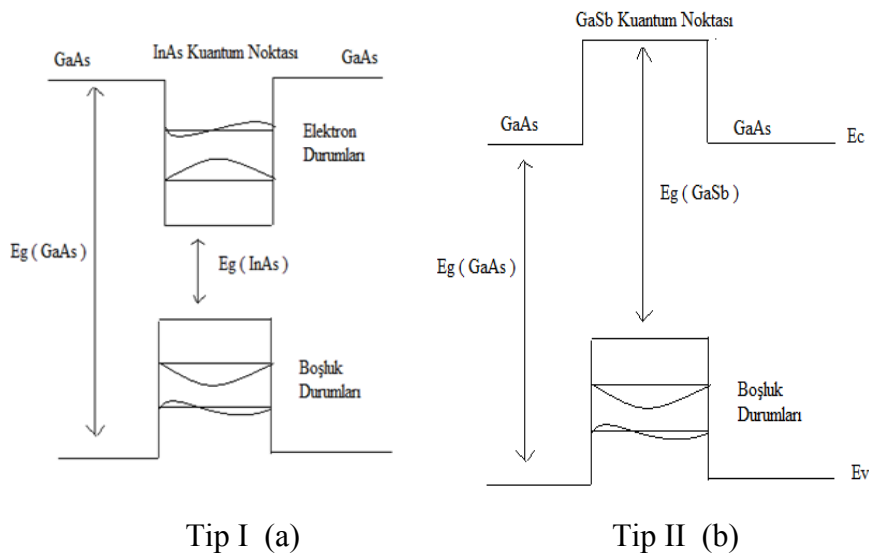 GaAs
InAs Kuantum Noktası
GaAs
Elektron
Durumları
Eg ( GaAs )
Eg ( InAs )
Boşluk
Durumları
Tip I (a)
GaSb Kuantum Noktası
GaAs
GaAs
Ec
Eg ( GaSb )
Eg ( GaAs )
Boşluk
Durumları
Ev
Tip II (b)